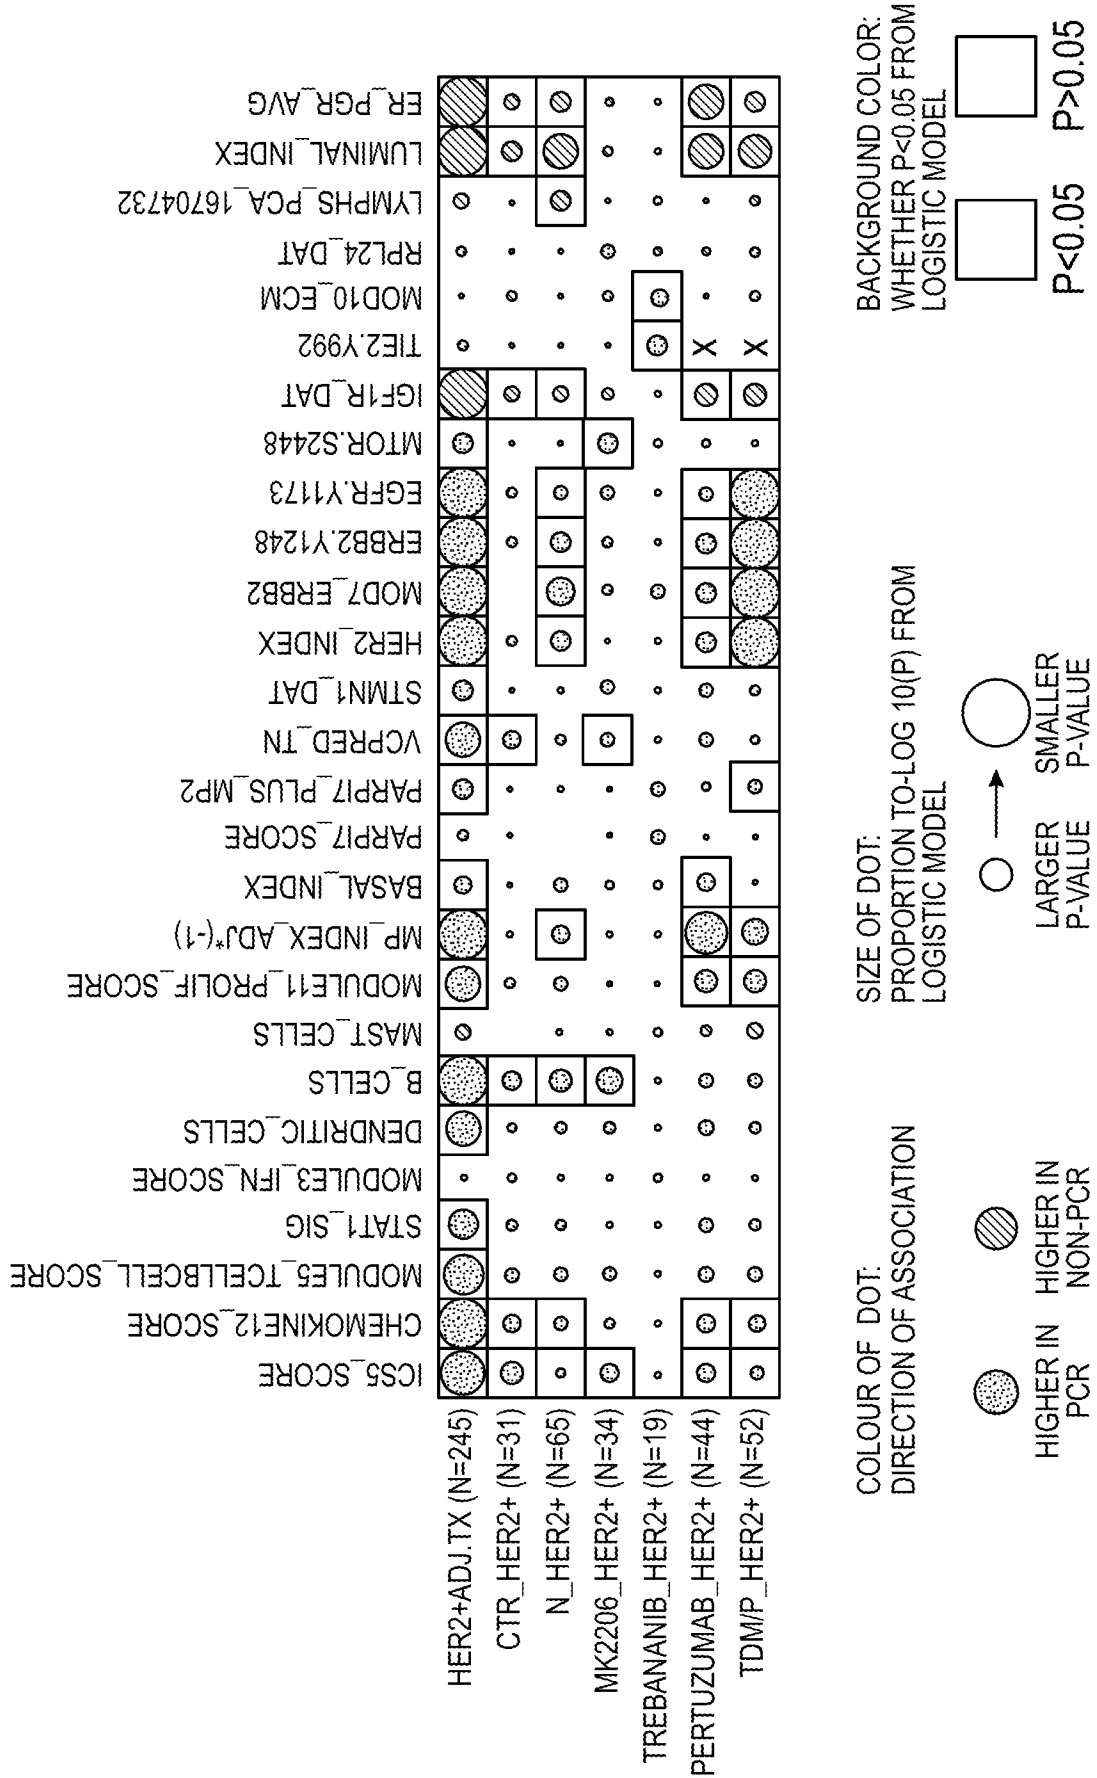 ER_PGR_AVG
LUMINAL_INDEX
LYMPHS_PCA_16704732
RPL24_DAT
MOD10_ECM
TIE2.Y992
IGF1R_DAT
MTOR.S2448
EGFR.Y1173
ERBB2.Y1248
MOD7_ERBB2
HER2_INDEX
STMN1_DAT
VCPRED_TN
PARPI7_PLUS_MP2
PARPI7_SCORE
BASAL_INDEX
MP_INDEX_ADJ*(-1)
MODULE11_PROLIF_SCORE
MAST_CELLS
B_CELLS
DENDRITIC_CELLS
MODULE3_IFN_SCORE
STAT1_SIG
MODULE5_TCELLBCELL_SCORE
CHEMOKINE12_SCORE
ICS5_SCORE
HER2+ADJ.TX (N=245)
CTR_HER2+ (N=31)
N_HER2+ (N=65)
MK2206_HER2+ (N=34)
TREBANANIB_HER2+ (N=19)
PERTUZUMAB_HER2+ (N=44)
X
TDM/P_HER2+ (N=52)
X
COLOUR OF DOT:
DIRECTION OF ASSOCIATION
HIGHER IN
PCR
HIGHER IN
NON-PCR
SIZE OF DOT:
PROPORTION TO-LOG 10(P) FROM
LOGISTIC MODEL
LARGER
P-VALUE
SMALLER
P-VALUE
BACKGROUND COLOR:
WHETHER P<0.05 FROM
LOGISTIC MODEL
P<0.05
P>0.05